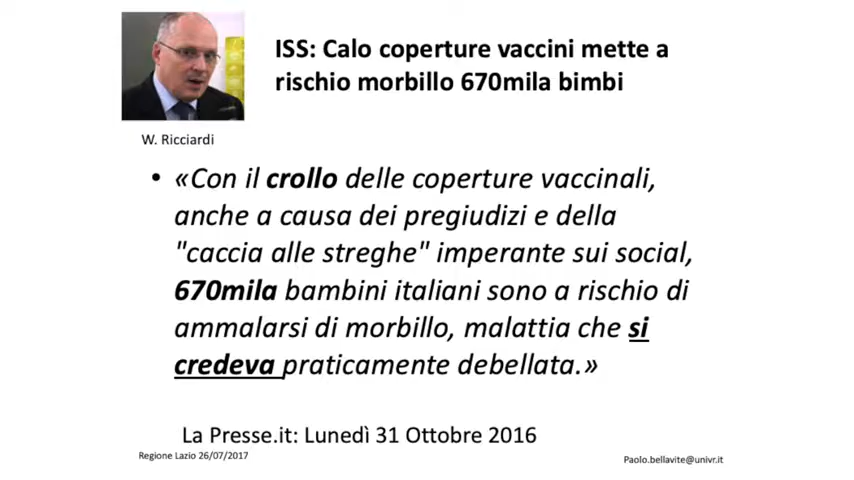 ISS: Calo coperture vaccini mette a
rischio morbillo 670mila bimbi
W. Ricciardi
• «Con il crollo delle coperture vaccinali,
anche a causa dei pregiudizi e della
"caccia alle streghe" imperante sui social,
670mila bambini italiani sono a rischio di
ammalarsi di morbillo, malattia che si
credeva praticamente debellata.»
La Presse.it: Lunedì 31 Ottobre 2016
Regione Lazio 26/07/2017
Paolo.bellavite@univr.it